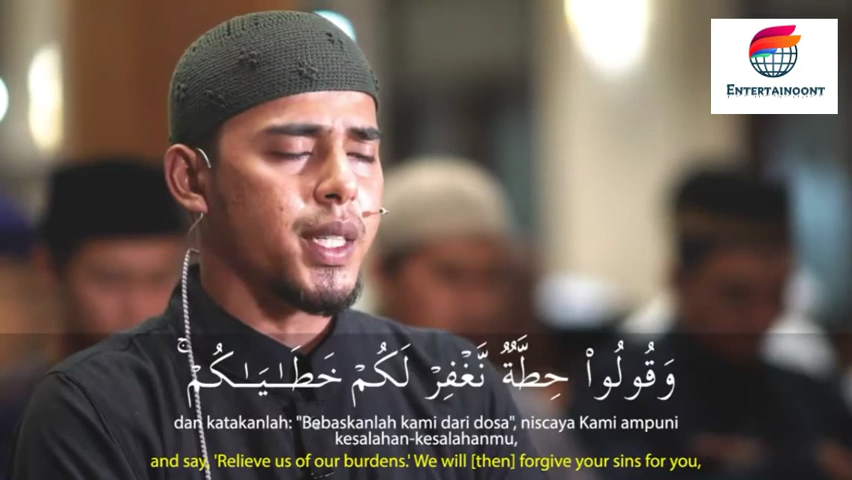 ENTERTAINOONT
وَقُولُوا۟ حِطَّةٌ نَّغْفِرْ لَكُمْ خَطَـٰيَـٰكُمْ ۚ
dan katakanlah: "Bebaskanlah kami dari dosa", niscaya Kami ampuni
kesalahan-kesalahanmu,
and say, 'Relieve us of our burdens.' We will [then] forgive your sins for you,